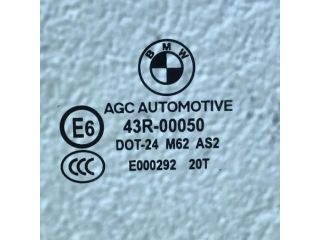 BMW
AGC AUTOMOTIVE
E6 43R-00050
DOT-24 M62 AS2
CCC E000292 20T